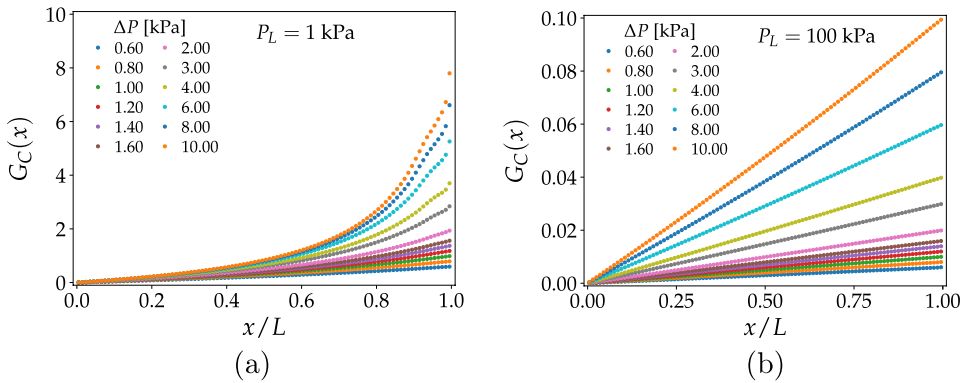 ΔP [kPa]
0.60 2.00
0.80 3.00
1.00 4.00
1.20 6.00
1.40 8.00
1.60 10.00
P_L = 1 kPa
G_C(x)
10
8
6
4
2
0
0.0 0.2 0.4 0.6 0.8 1.0
x/L
(a)
ΔP [kPa]
0.60 2.00
0.80 3.00
1.00 4.00
1.20 6.00
1.40 8.00
1.60 10.00
P_L = 100 kPa
G_C(x)
0.10
0.08
0.06
0.04
0.02
0.00
0.00 0.25 0.50 0.75 1.00
x/L
(b)